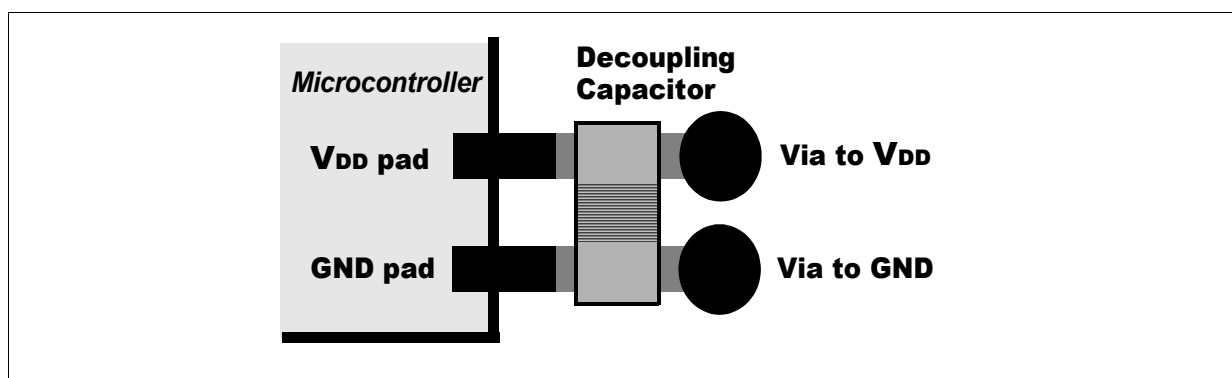 Microcontroller
Decoupling
Capacitor
VDD pad
Via to VDD
GND pad
Via to GND